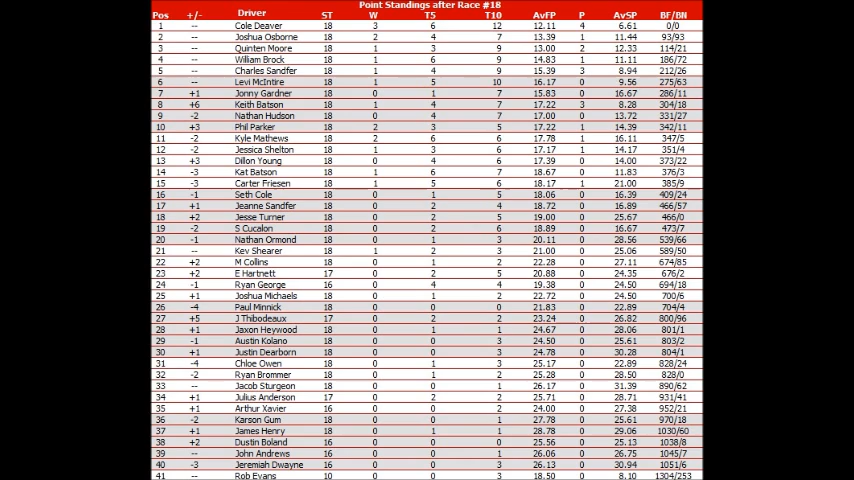 Point Standings after Race #18
Pos +/- Driver ST W T5 T10 AvFP P AvSP BF/BN
1 -- Cole Deaver 18 3 6 12 12.11 4 6.61 0/0
2 -- Joshua Osborne 18 2 4 7 13.39 1 11.44 93/93
3 -- Quinten Moore 18 1 3 9 13.00 2 12.33 114/21
4 -- William Brock 18 1 6 9 14.83 1 11.11 186/72
5 -- Charles Sandfer 18 1 4 9 15.39 3 8.94 212/26
6 -- Levi McIntire 18 1 5 10 16.17 0 9.56 275/63
7 +1 Jonny Gardner 18 0 1 7 15.83 0 16.67 286/11
8 +6 Keith Batson 18 1 4 7 17.22 3 8.28 304/18
9 -2 Nathan Hudson 18 0 4 7 17.00 0 13.72 331/27
10 +3 Phil Parker 18 2 3 5 17.22 1 14.39 342/11
11 -2 Kyle Mathews 18 2 6 6 17.78 1 16.11 347/5
12 -2 Jessica Shelton 18 1 3 6 17.17 1 14.17 351/4
13 +3 Dillon Young 18 0 4 6 17.39 0 14.00 373/22
14 -3 Kat Batson 18 1 6 7 18.67 0 11.83 376/3
15 -3 Carter Friesen 18 1 5 6 18.17 1 21.00 385/9
16 -1 Seth Cole 18 0 1 5 18.06 0 16.39 409/24
17 +1 Jeanne Sandfer 18 0 2 4 18.72 0 16.89 466/57
18 +2 Jesse Turner 18 0 2 5 19.00 0 25.67 466/0
19 -2 S Cucalon 18 0 2 6 18.89 0 16.67 473/7
20 -1 Nathan Ormond 18 0 1 3 20.11 0 28.56 539/66
21 -- Kev Shearer 18 1 2 3 21.00 0 25.06 589/50
22 +2 M Collins 18 0 1 2 22.28 0 27.11 674/85
23 +2 E Hartnett 17 0 2 5 20.88 0 24.35 676/2
24 -1 Ryan George 16 0 4 4 19.38 0 24.50 694/18
25 +1 Joshua Michaels 18 0 1 2 22.72 0 24.50 700/6
26 -4 Paul Minnick 18 0 0 0 21.83 0 22.89 704/4
27 +5 J Thibodeaux 17 0 2 2 23.24 0 26.82 800/96
28 +1 Jaxon Heywood 18 0 1 1 24.67 0 28.06 801/1
29 -1 Austin Kolano 18 0 0 3 24.50 0 25.61 803/2
30 +1 Justin Dearborn 18 0 0 3 24.78 0 30.28 804/1
31 -4 Chloe Owen 18 0 1 3 25.17 0 22.89 828/24
32 -2 Ryan Brommer 18 0 1 2 25.28 0 28.50 828/0
33 -- Jacob Sturgeon 18 0 0 0 26.17 0 31.39 890/62
34 +1 Julius Anderson 17 0 2 2 25.71 0 28.71 931/41
35 +1 Arthur Xavier 16 0 0 2 24.00 0 27.38 952/21
36 -2 Karson Gum 18 0 0 1 27.78 0 25.61 970/18
37 +1 James Henry 18 0 1 1 28.78 0 29.06 1030/60
38 +2 Dustin Boland 16 0 0 0 25.56 0 25.13 1038/8
39 -- John Andrews 16 0 0 1 26.06 0 26.75 1045/7
40 -3 Jeremiah Dwayne 16 0 0 3 26.13 0 30.94 1051/6
41 -- Rob Evans 10 0 0 3 18.50 0 8.10 1304/253